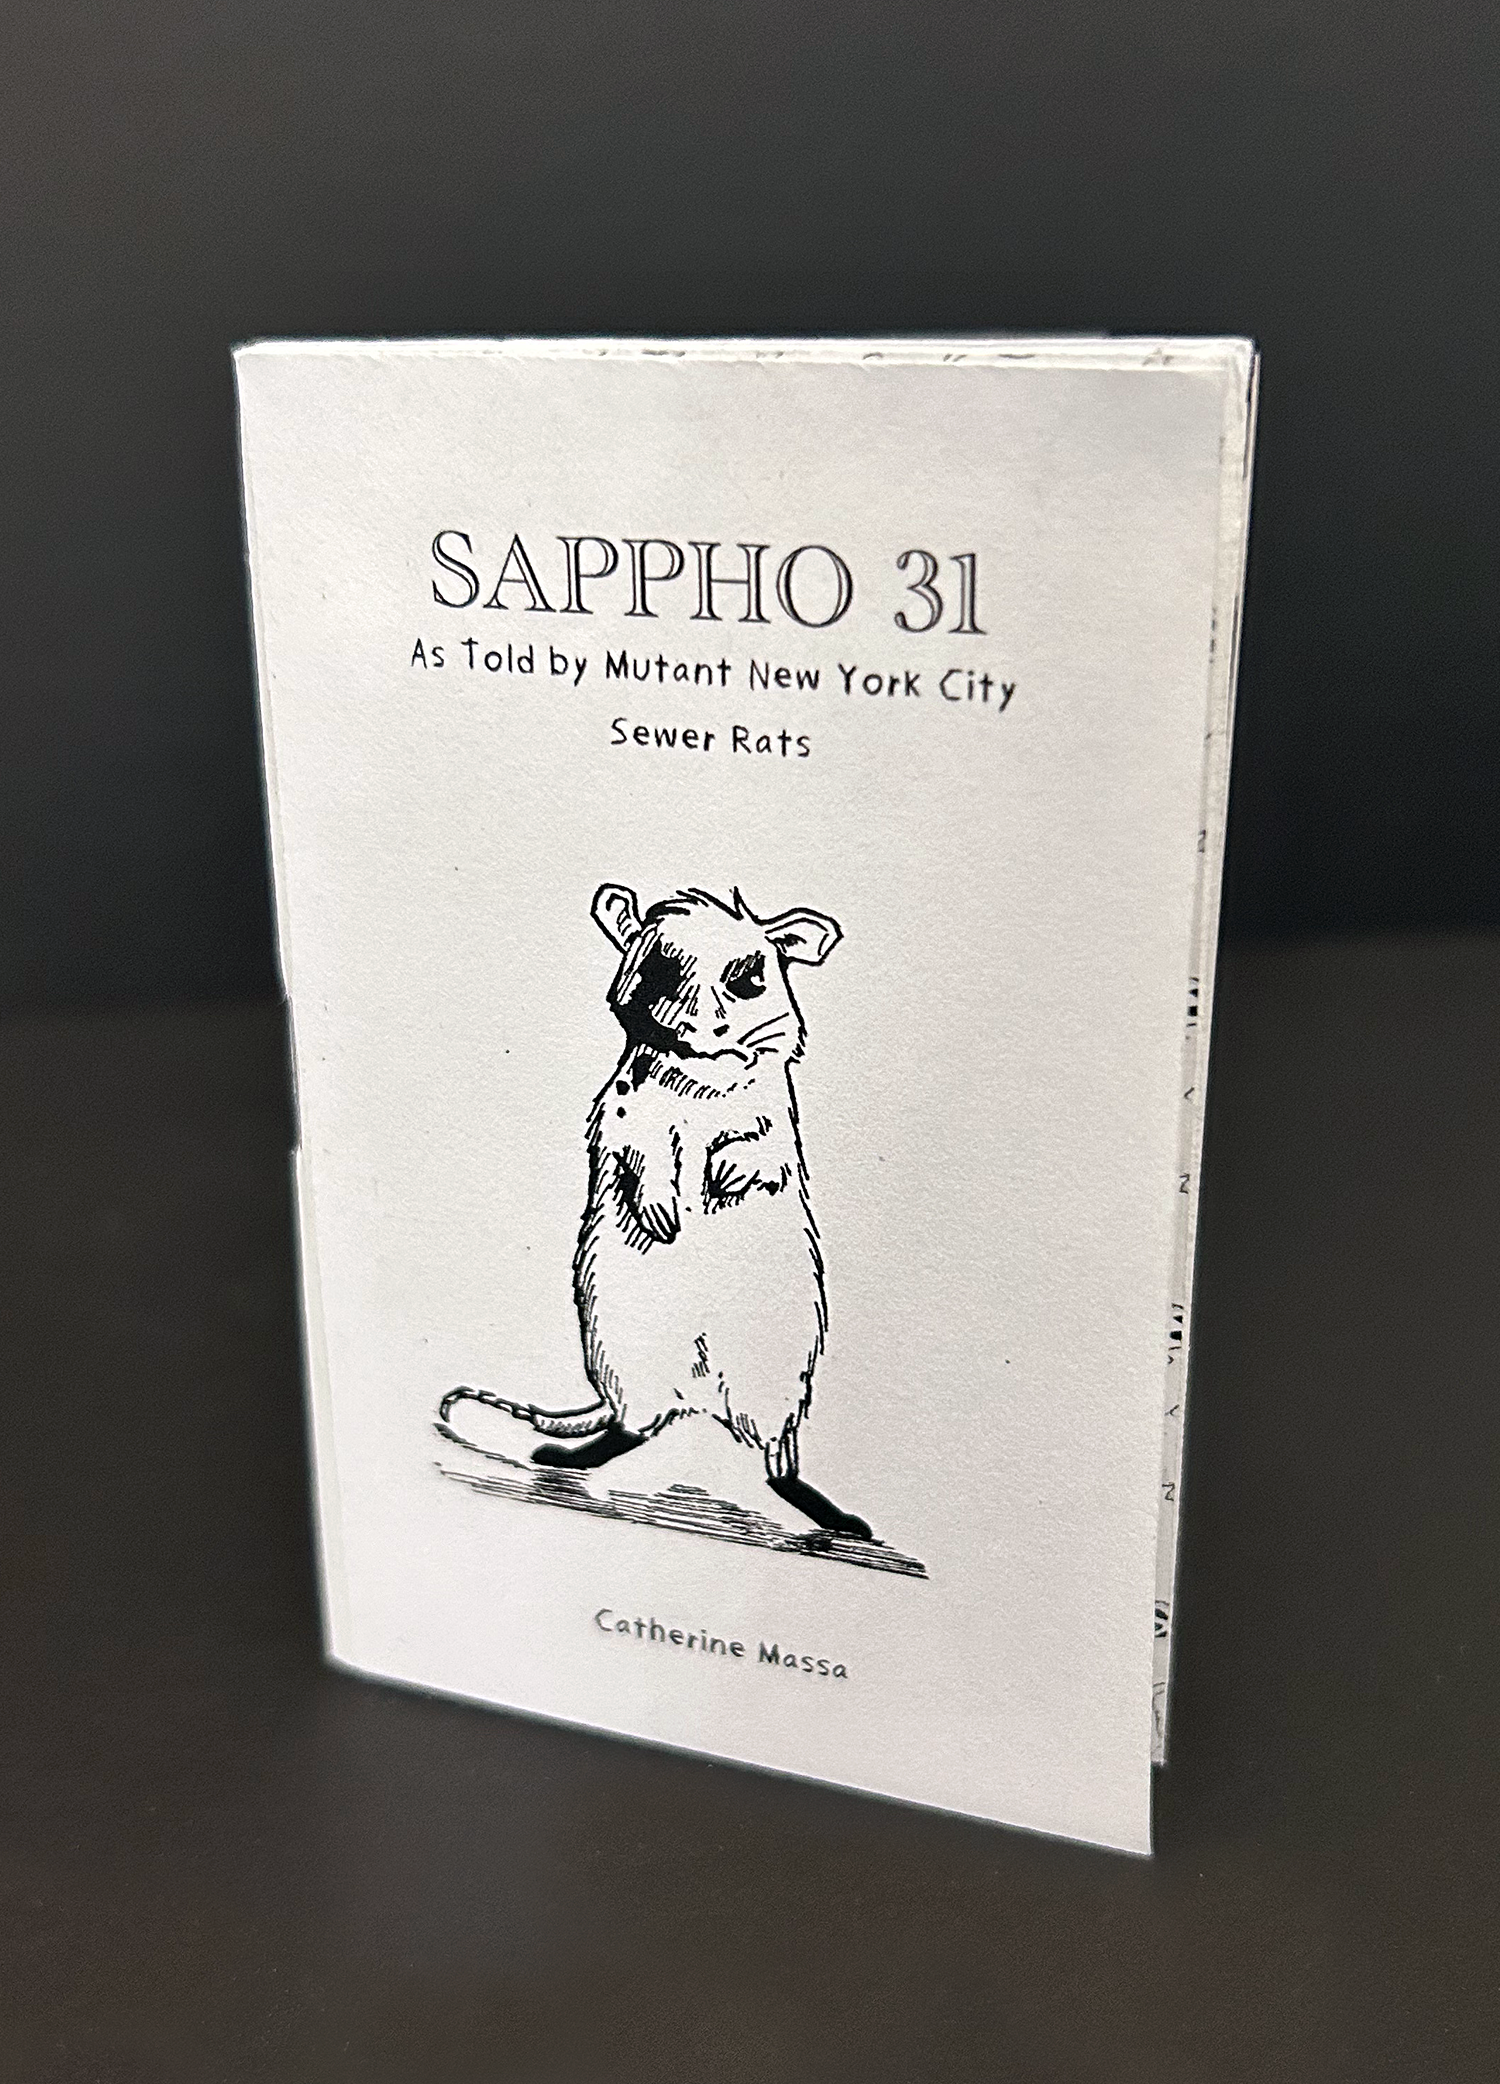 SAPPHO 31
As Told by Mutant New York City
Sewer Rats
Catherine Massa